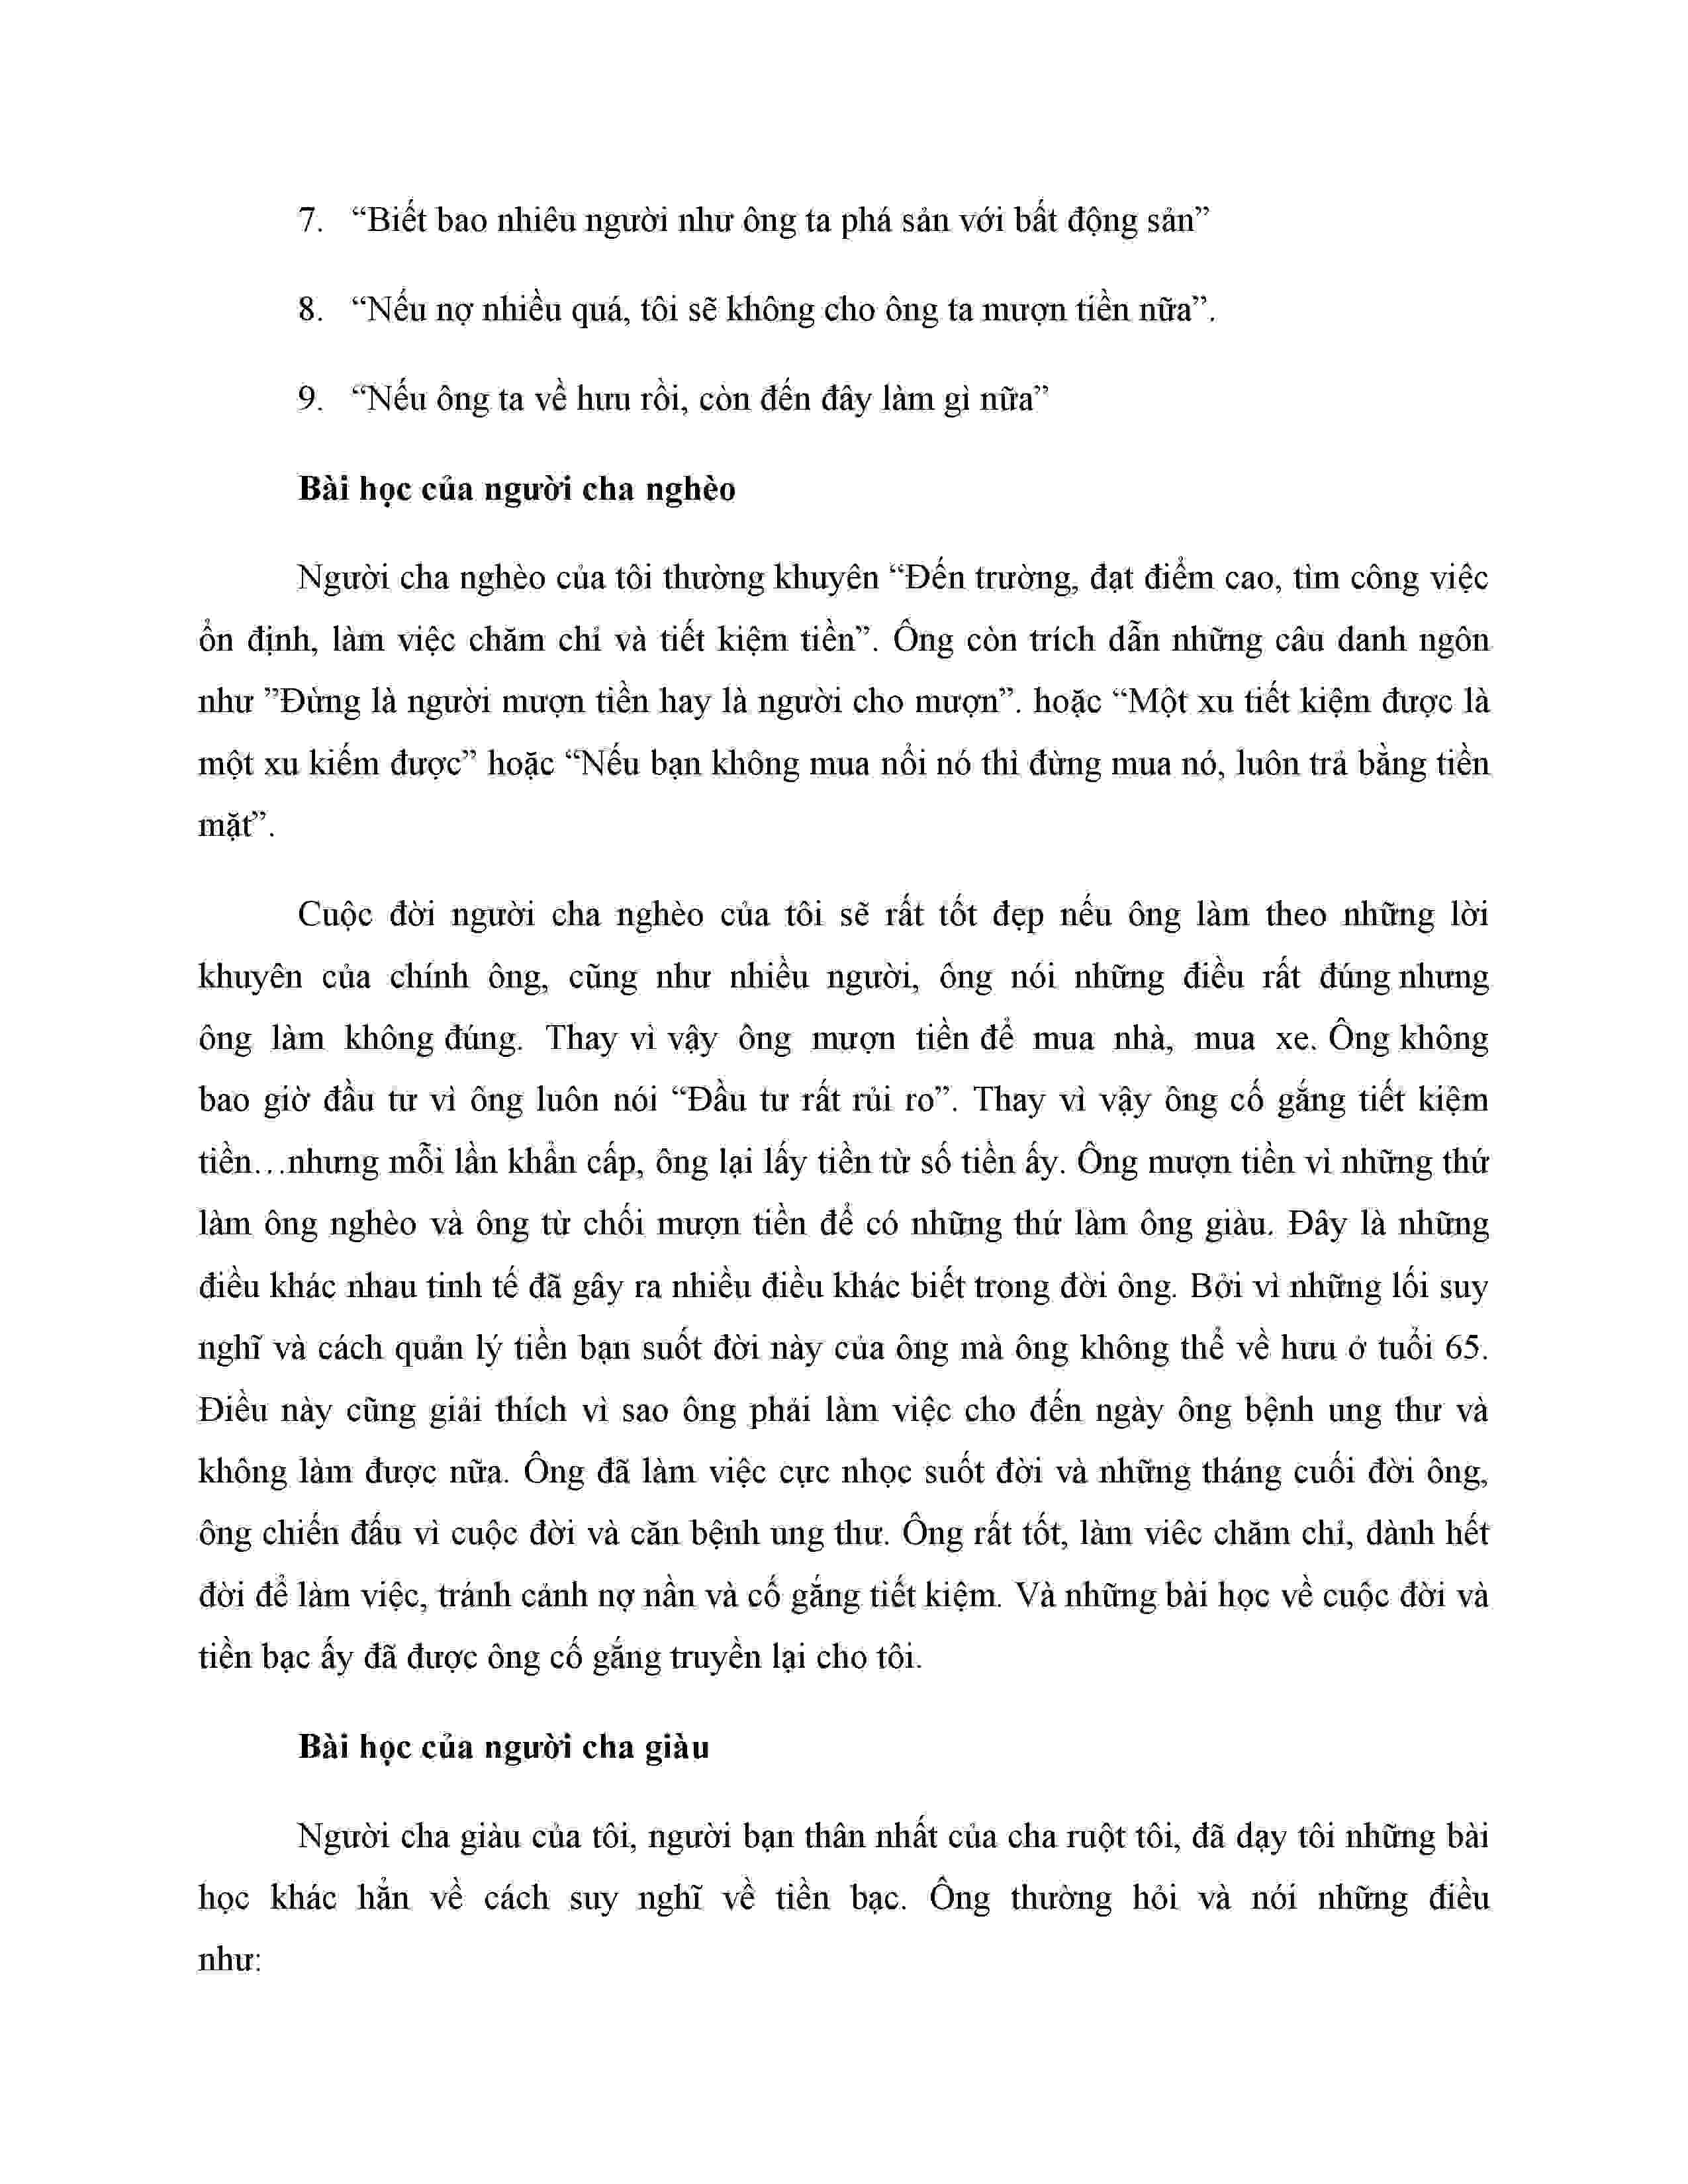 7. “Biết bao nhiêu người như ông ta phá sản với bất động sản”
8. “Nếu nợ nhiều quá, tôi sẽ không cho ông ta mượn tiền nữa”.
9. “Nếu ông ta về hưu rồi, còn đến đây làm gì nữa”
Bài học của người cha nghèo
Người cha nghèo của tôi thường khuyên “Đến trường, đạt điểm cao, tìm công việc
ổn định, làm việc chăm chỉ và tiết kiệm tiền”. Ông còn trích dẫn những câu danh ngôn
như ”Đừng là người mượn tiền hay là người cho mượn”. hoặc “Một xu tiết kiệm được là
một xu kiếm được” hoặc “Nếu bạn không mua nổi nó thì đừng mua nó, luôn trả bằng tiền
mặt”.
Cuộc đời người cha nghèo của tôi sẽ rất tốt đẹp nếu ông làm theo những lời
khuyên của chính ông, cũng như nhiều người, ông nói những điều rất đúng nhưng
ông làm không đúng. Thay vì vậy ông mượn tiền để mua nhà, mua xe. Ông không
bao giờ đầu tư vì ông luôn nói “Đầu tư rất rủi ro”. Thay vì vậy ông cố gắng tiết kiệm
tiền…nhưng mỗi lần khẩn cấp, ông lại lấy tiền từ số tiền ấy. Ông mượn tiền vì những thứ
làm ông nghèo và ông từ chối mượn tiền để có những thứ làm ông giàu. Đây là những
điều khác nhau tinh tế đã gây ra nhiều điều khác biết trong đời ông. Bởi vì những lối suy
nghĩ và cách quản lý tiền bạn suốt đời này của ông mà ông không thể về hưu ở tuổi 65.
Điều này cũng giải thích vì sao ông phải làm việc cho đến ngày ông bệnh ung thư và
không làm được nữa. Ông đã làm việc cực nhọc suốt đời và những tháng cuối đời ông,
ông chiến đấu vì cuộc đời và căn bệnh ung thư. Ông rất tốt, làm viêc chăm chỉ, dành hết
đời để làm việc, tránh cảnh nợ nần và cố gắng tiết kiệm. Và những bài học về cuộc đời và
tiền bạc ấy đã được ông cố gắng truyền lại cho tôi.
Bài học của người cha giàu
Người cha giàu của tôi, người bạn thân nhất của cha ruột tôi, đã dạy tôi những bài
học khác hẳn về cách suy nghĩ về tiền bạc. Ông thường hỏi và nói những điều
như: